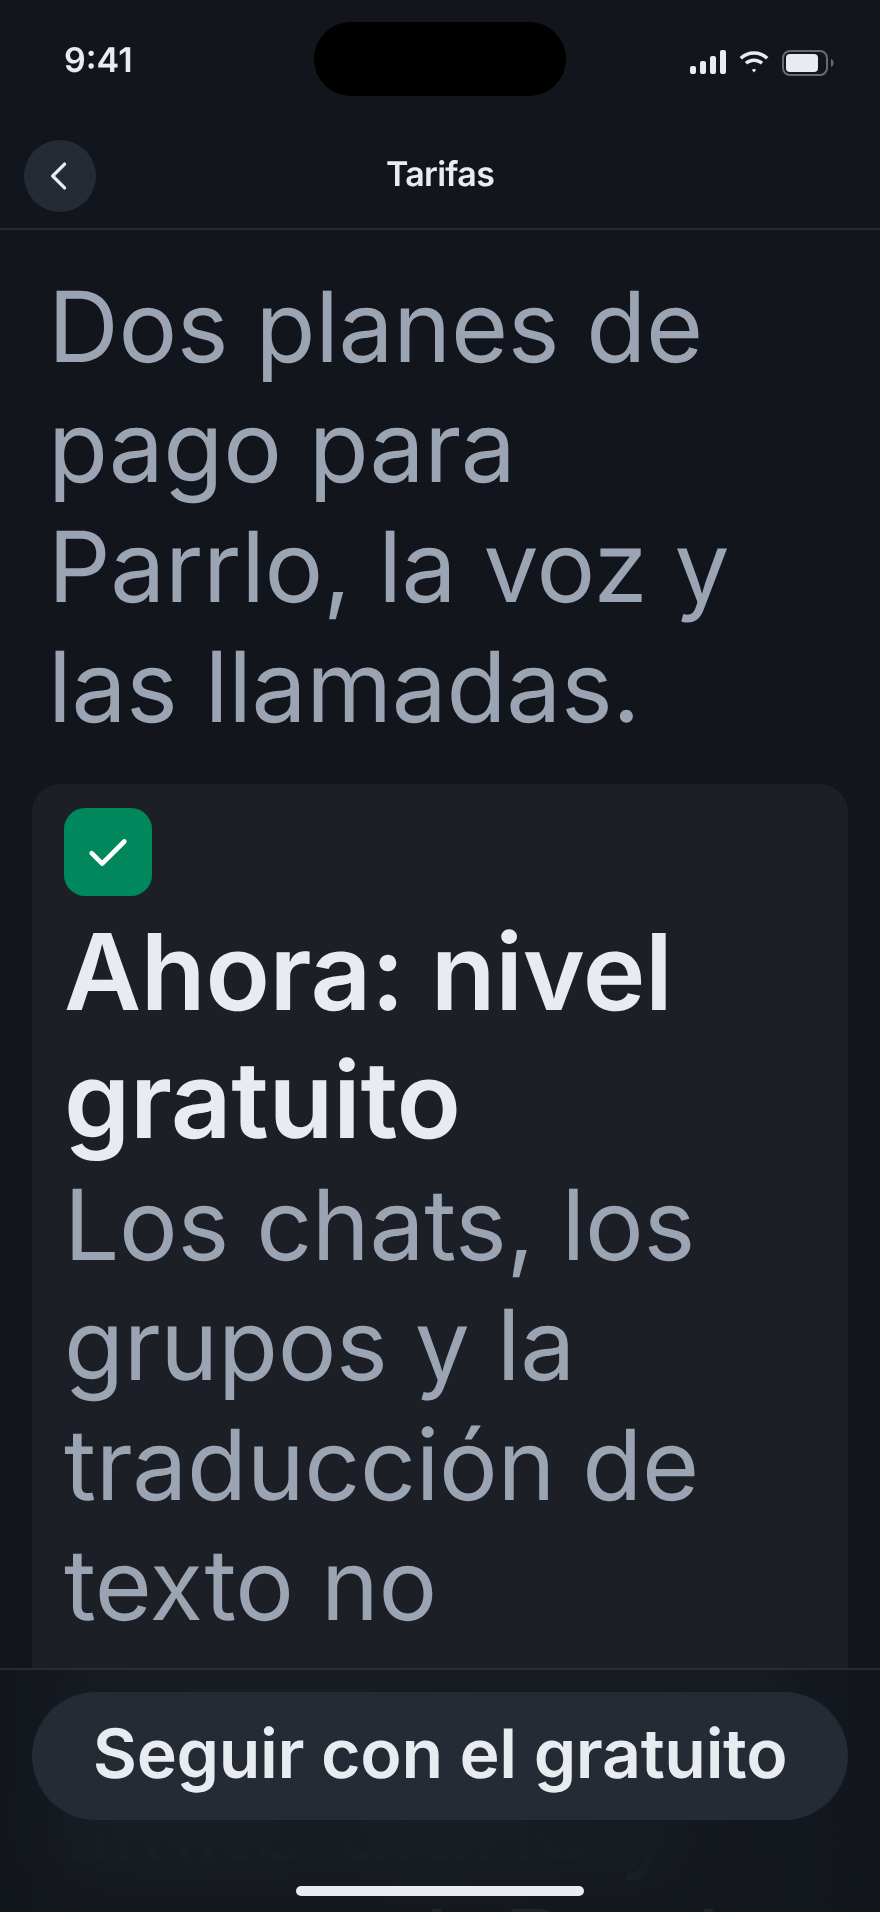 9:41
Tarifas
Dos planes de
pago para
Parrlo, la voz y
las llamadas.
Ahora: nivel
gratuito
Los chats, los
grupos y la
traducción de
texto no
Seguir con el gratuito